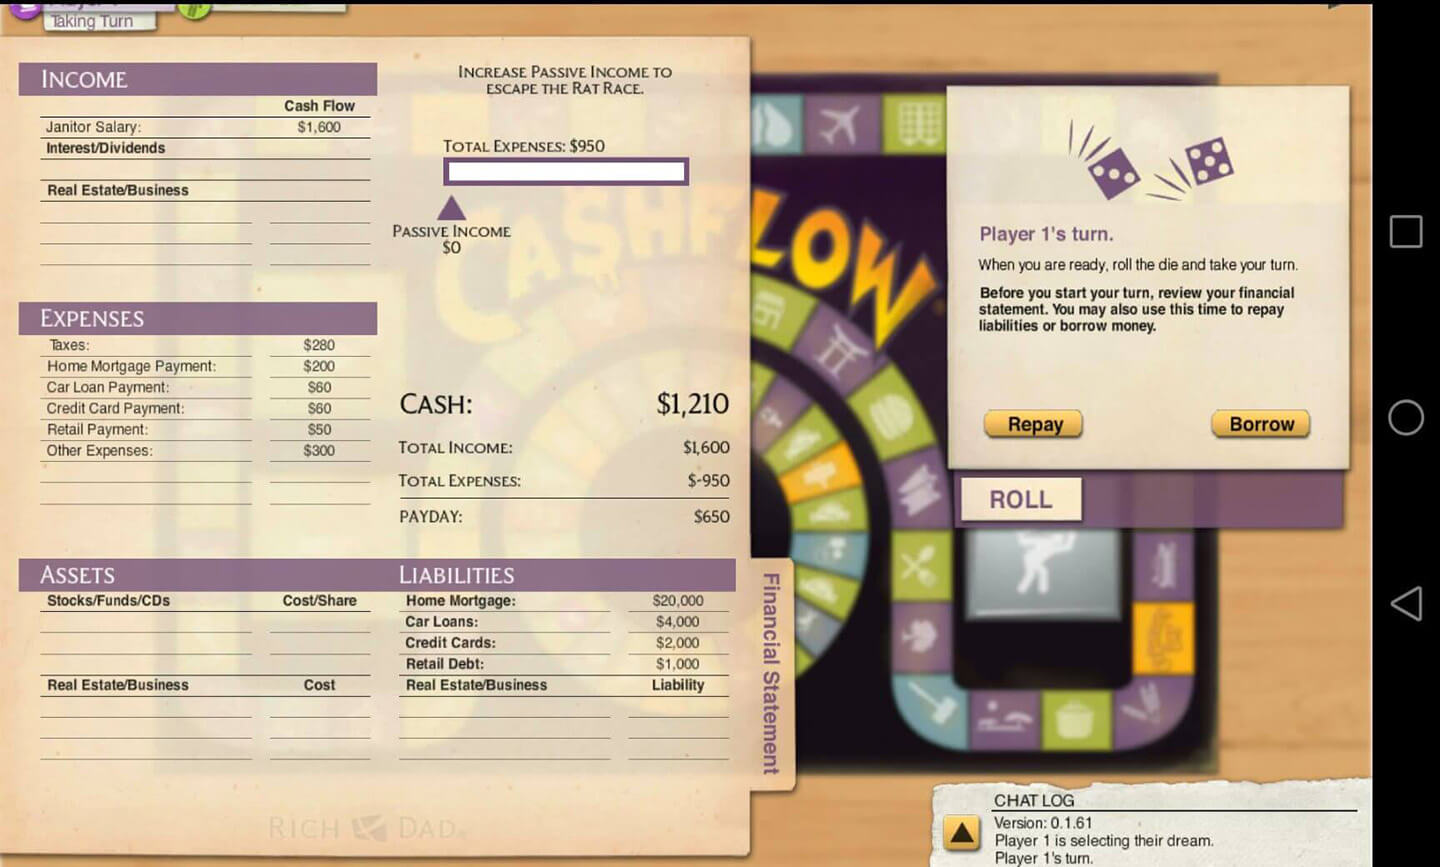 Taking Turn
INCOME
Cash Flow
Janitor Salary: $1,600
Interest/Dividends
Real Estate/Business
INCREASE PASSIVE INCOME TO
ESCAPE THE RAT RACE.
TOTAL EXPENSES: $950
PASSIVE INCOME
$0
EXPENSES
Taxes: $280
Home Mortgage Payment: $200
Car Loan Payment: $60
Credit Card Payment: $60
Retail Payment: $50
Other Expenses: $300
CASH: $1,210
TOTAL INCOME: $1,600
TOTAL EXPENSES: $-950
PAYDAY: $650
ASSETS
Stocks/Funds/CDs Cost/Share
Real Estate/Business Cost
LIABILITIES
Home Mortgage: $20,000
Car Loans: $4,000
Credit Cards: $2,000
Retail Debt: $1,000
Real Estate/Business Liability
Financial Statement
RICH DAD
CASHFLOW
Player 1's turn.
When you are ready, roll the die and take your turn.
Before you start your turn, review your financial
statement. You may also use this time to repay
liabilities or borrow money.
Repay
Borrow
ROLL
CHAT LOG
Version: 0.1.61
Player 1 is selecting their dream.
Player 1's turn.